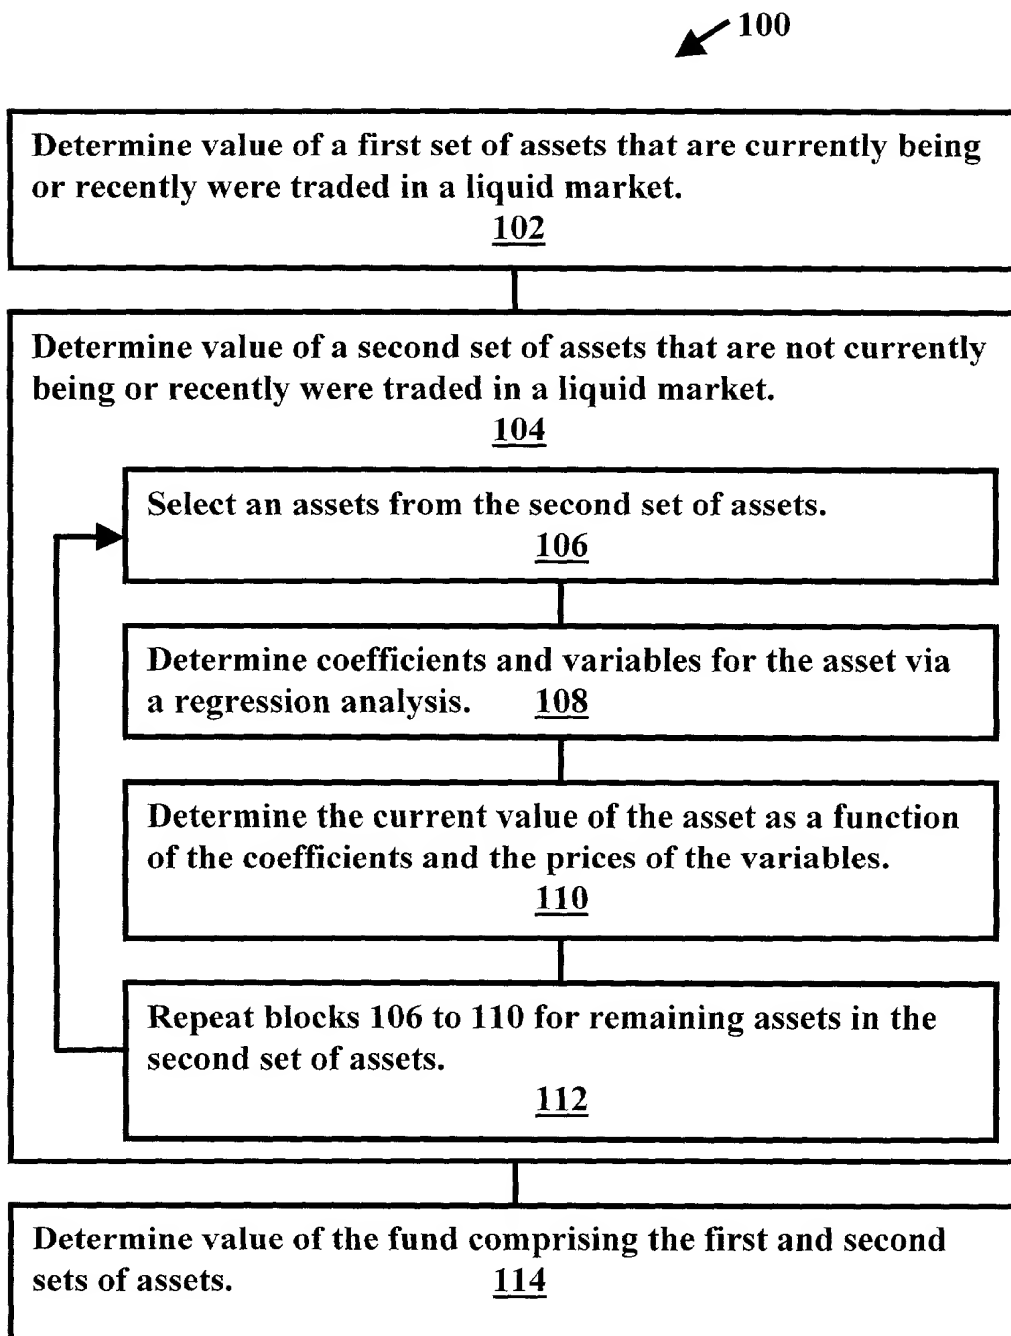 100
Determine value of a first set of assets that are currently being
or recently were traded in a liquid market.
102
Determine value of a second set of assets that are not currently
being or recently were traded in a liquid market.
104
Select an assets from the second set of assets.
106
Determine coefficients and variables for the asset via
a regression analysis. 108
Determine the current value of the asset as a function
of the coefficients and the prices of the variables.
110
Repeat blocks 106 to 110 for remaining assets in the
second set of assets.
112
Determine value of the fund comprising the first and second
sets of assets. 114